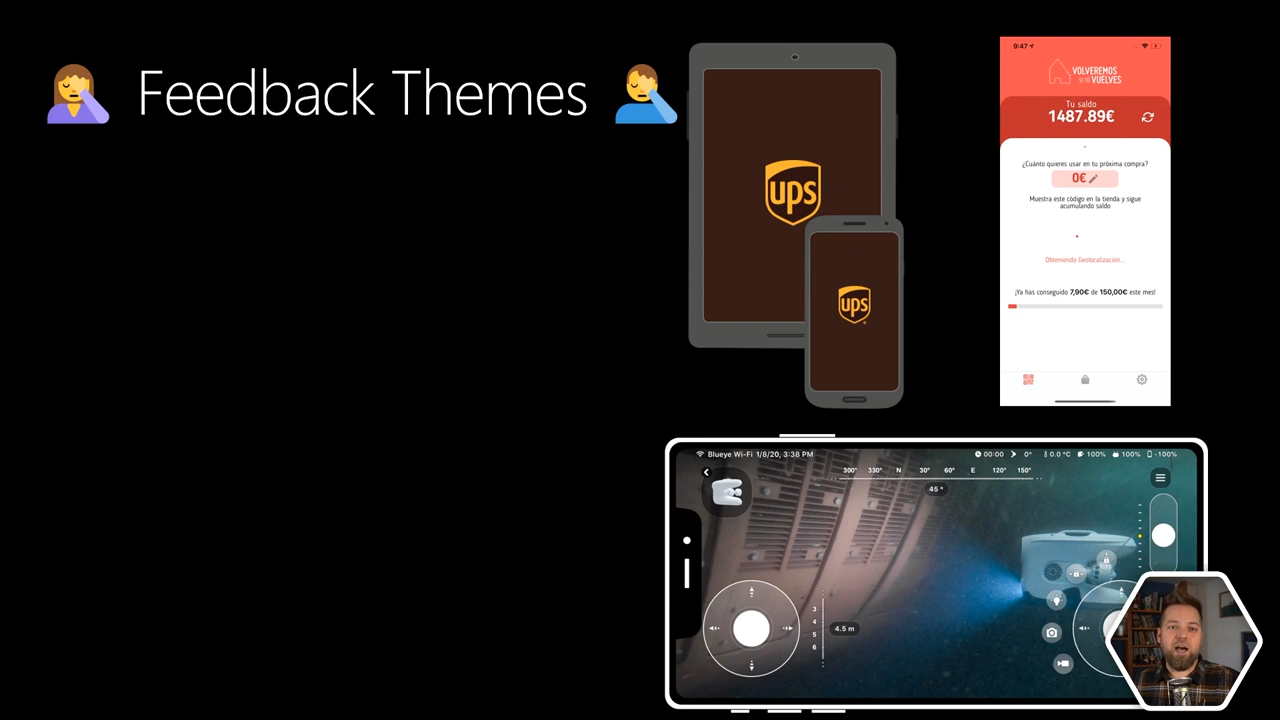 Feedback Themes
ups
ups
9:47
VOLVEREMOS
SI TÚ VUELVES
Tu saldo
1487.89€
¿Cuánto quieres usar en tu próxima compra?
0€
Muestra este código en la tienda y sigue
acumulando saldo
Obteniendo Geolocalización...
¡Ya has conseguido 7,90€ de 150,00€ este mes!
Blueye Wi-Fi 1/8/20, 3:38 PM
00:00 0° 0.0 °C 100% 100% -100%
300° 330° N 30° 60° E 120° 150°
45°
3
4
5
6
4.5 m